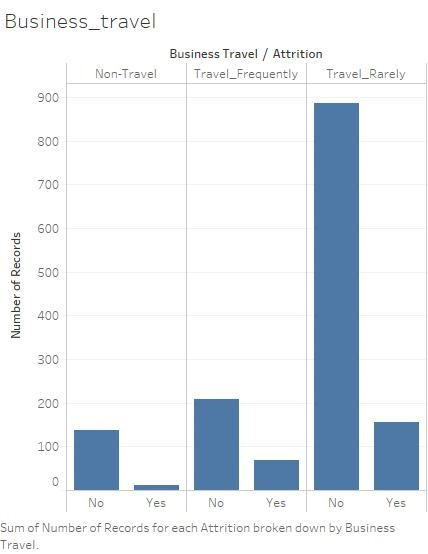 Business_travel
Business Travel / Attrition
Non-Travel Travel_Frequently Travel_Rarely
Number of Records
900
800
700
600
500
400
300
200
100
0
No Yes No Yes No Yes
Sum of Number of Records for each Attrition broken down by Business
Travel.